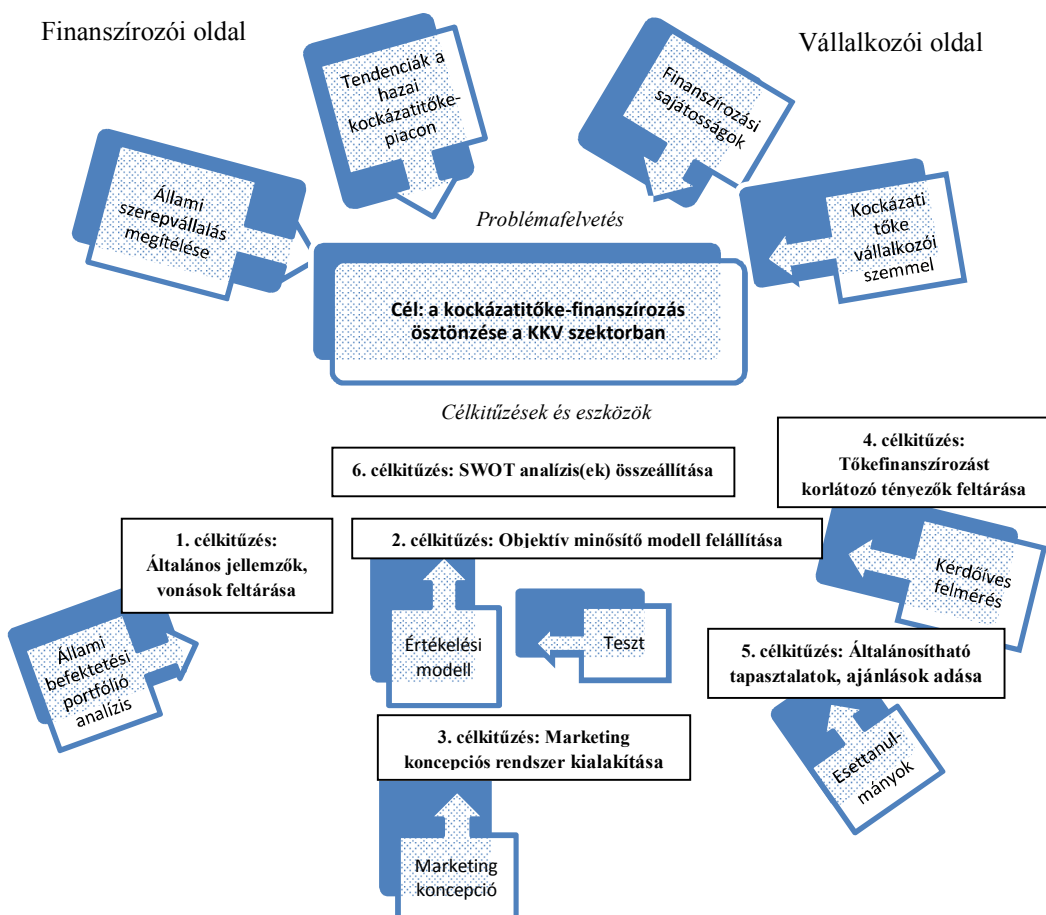 Finanszírozói oldal
Vállalkozói oldal
Tendenciák a
hazai
kockázatitőke-
piacon
Finanszírozási
sajátosságok
Állami
szerepvállalás
megítélése
Kockázati
tőke
vállalkozói
szemmel
Problémafelvetés
Cél: a kockázatitőke-finanszírozás
ösztönzése a KKV szektorban
Célkitűzések és eszközök
4. célkitűzés:
Tőkefinanszírozást
korlátozó tényezők feltárása
6. célkitűzés: SWOT analízis(ek) összeállítása
1. célkitűzés:
Általános jellemzők,
vonások feltárása
2. célkitűzés: Objektív minősítő modell felállítása
Kérdőíves
felmérés
Állami
befektetési
portfólió
analízis
Értékelési
modell
Teszt
5. célkitűzés: Általánosítható
tapasztalatok, ajánlások adása
3. célkitűzés: Marketing
koncepciós rendszer kialakítása
Esettanul-
mányok
Marketing
koncepció